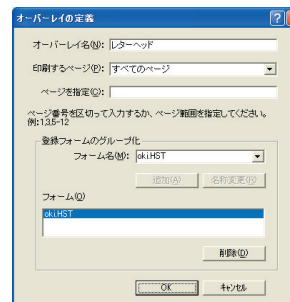 オーバーレイの定義
オーバーレイ名(N): レターヘッド
印刷するページ(P): すべてのページ
ページを指定(C):
ページ番号を区切って入力するか、ページ範囲を指定してください。
例:1,3,5-12
登録フォームのグループ化
フォーム名(M): oki.HST
追加(A) 名称変更(R)
フォーム(O)
oki.HST
削除(D)
OK キャンセル